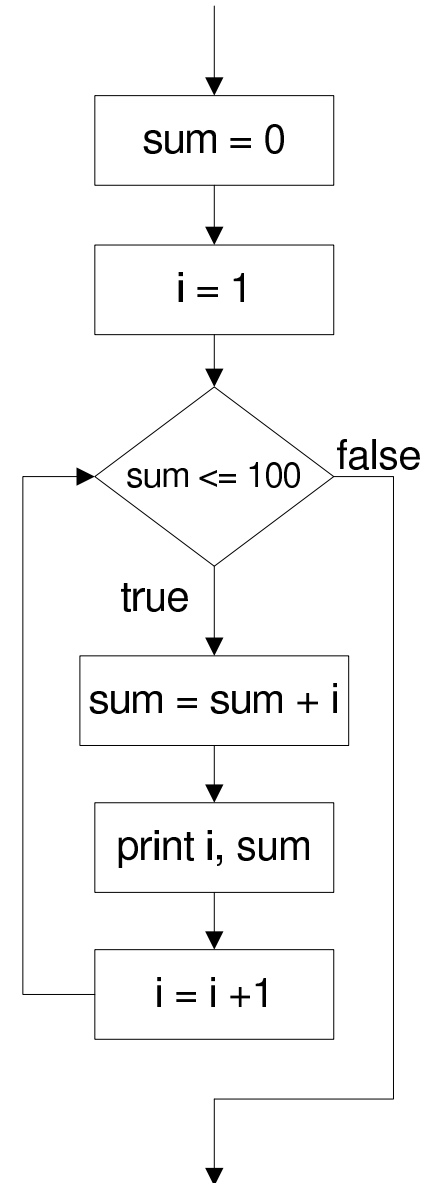 sum = 0
i = 1
sum <= 100
false
true
sum = sum + i
print i, sum
i = i +1